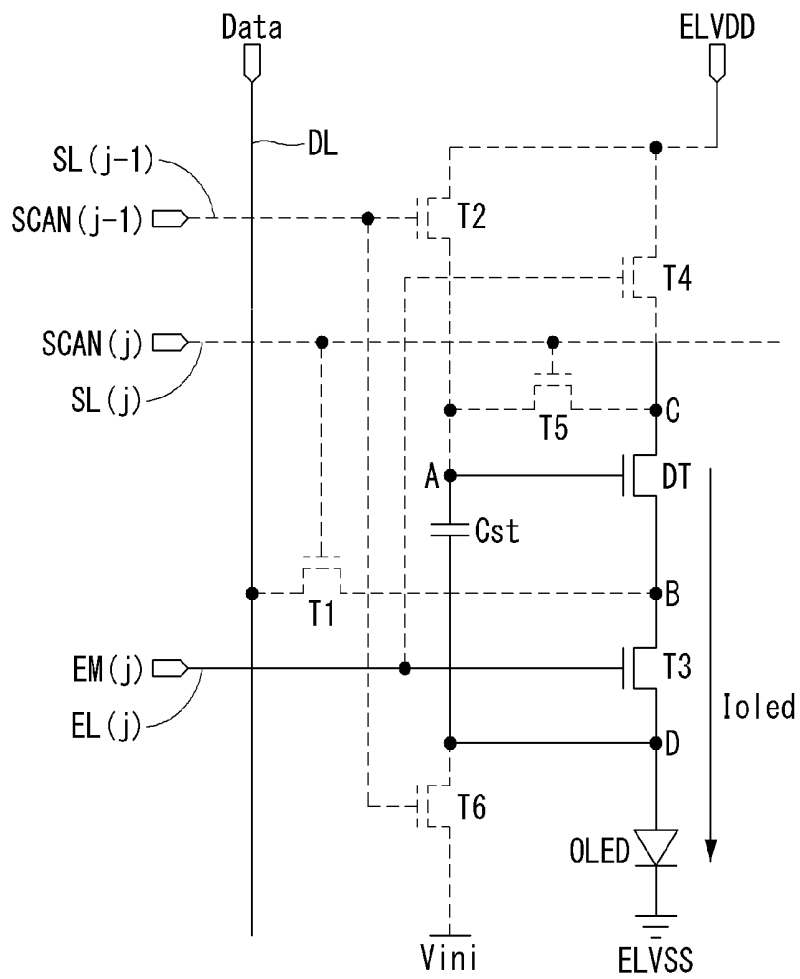 Data
ELVDD
DL
SL(j-1)
SCAN(j-1)
T2
T4
SCAN(j)
SL(j)
T5
C
A
DT
Cst
T1
B
EM(j)
T3
EL(j)
Ioled
D
T6
OLED
Vini
ELVSS